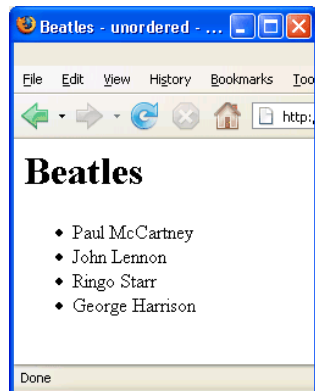 Beatles - unordered - ...
File Edit View History Bookmarks Too
http:/
Beatles
• Paul McCartney
• John Lennon
• Ringo Starr
• George Harrison
Done